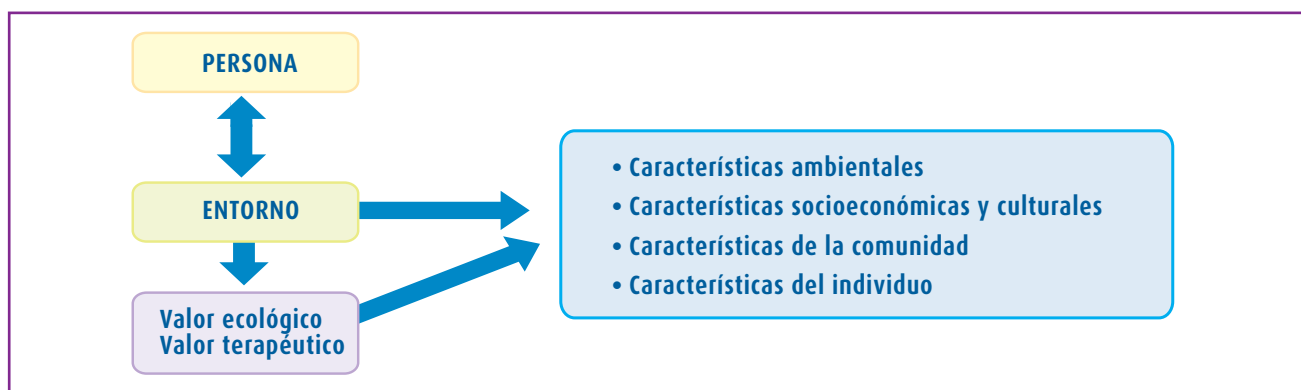 PERSONA
ENTORNO
Valor ecológico
Valor terapéutico
• Características ambientales
• Características socioeconómicas y culturales
• Características de la comunidad
• Características del individuo